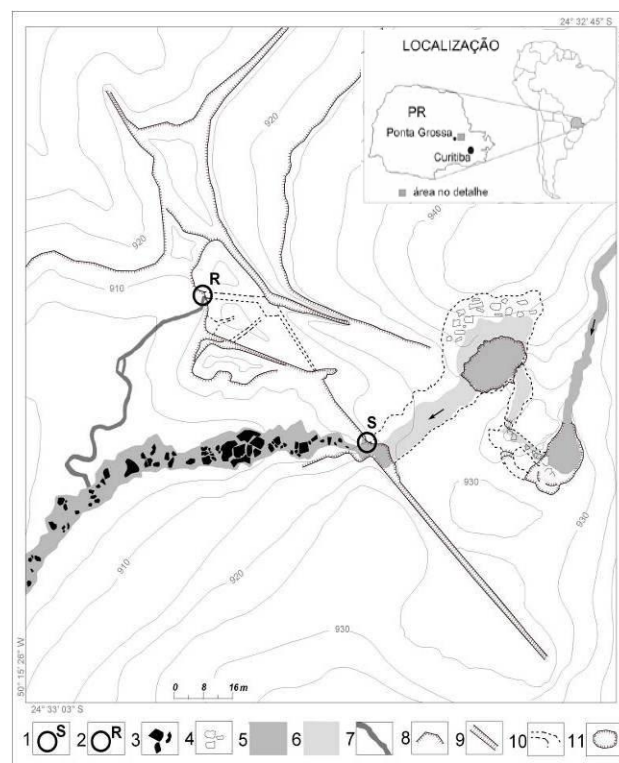 24° 32' 45" S
LOCALIZAÇÃO
PR
Ponta Grossa
Curitiba
área no detalhe
920
940
920
910
R
S
930
930
910
920
930
0 8 16 m
50° 15' 26" W
24° 33' 03" S
1 S 2 R 3 4 5 6 7 8 9 10 11